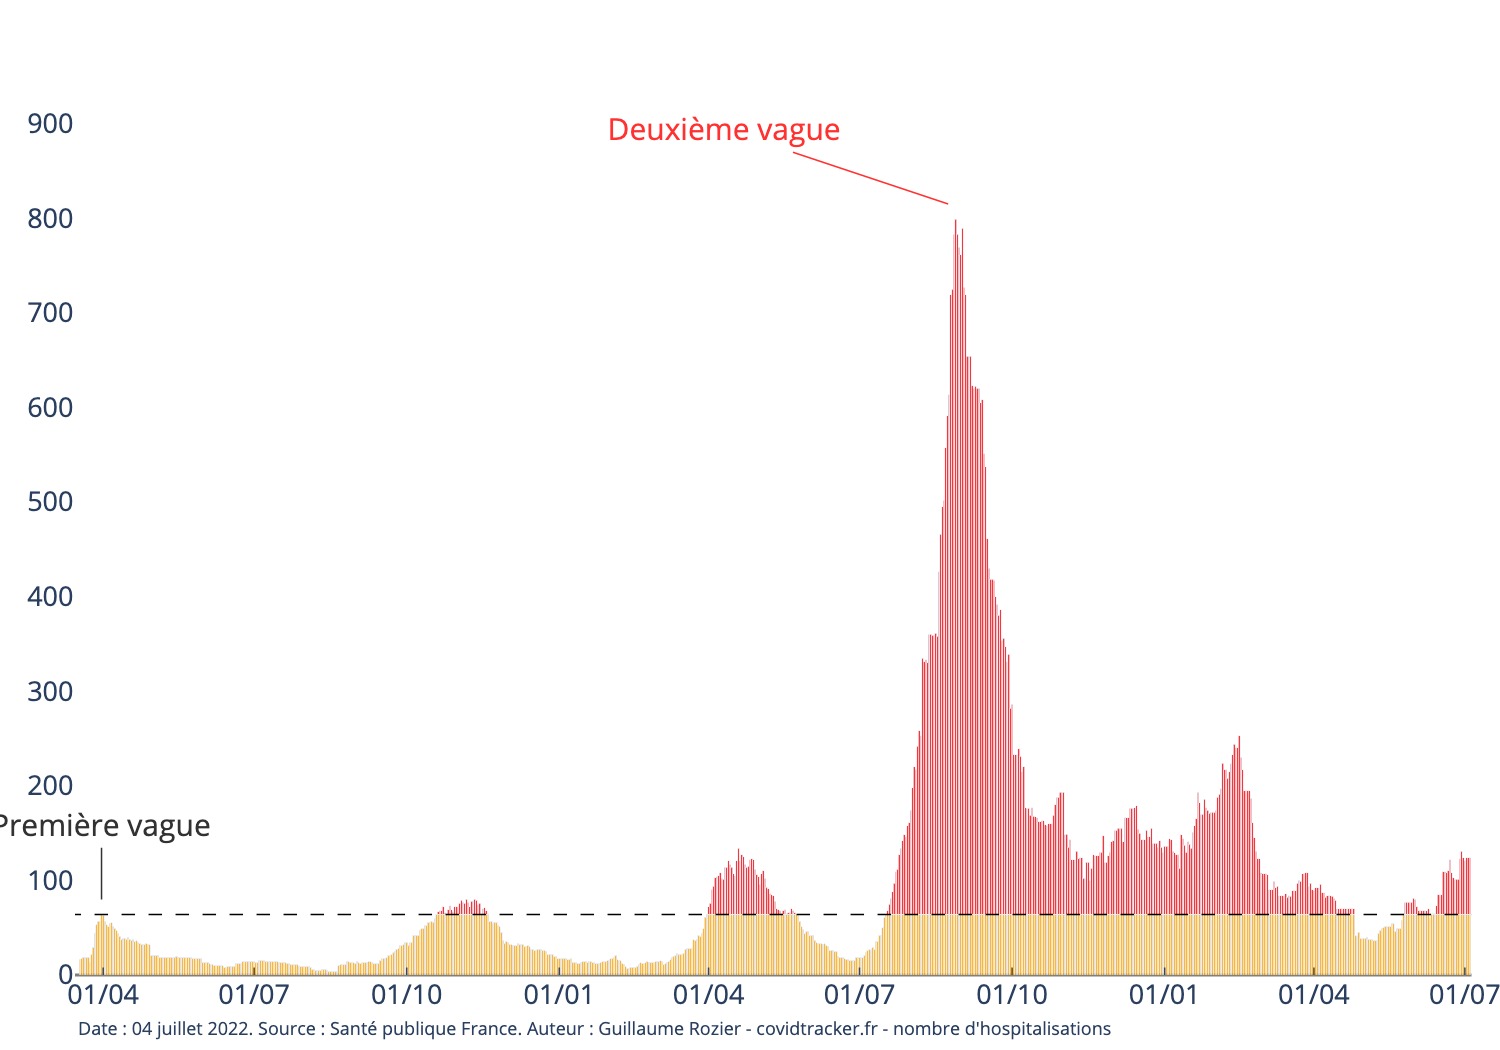 900
Deuxième vague
800
700
600
500
400
300
200
Première vague
100
0
01/04 01/07 01/10 01/01 01/04 01/07 01/10 01/01 01/04 01/07
Date : 04 juillet 2022. Source : Santé publique France. Auteur : Guillaume Rozier - covidtracker.fr - nombre d'hospitalisations